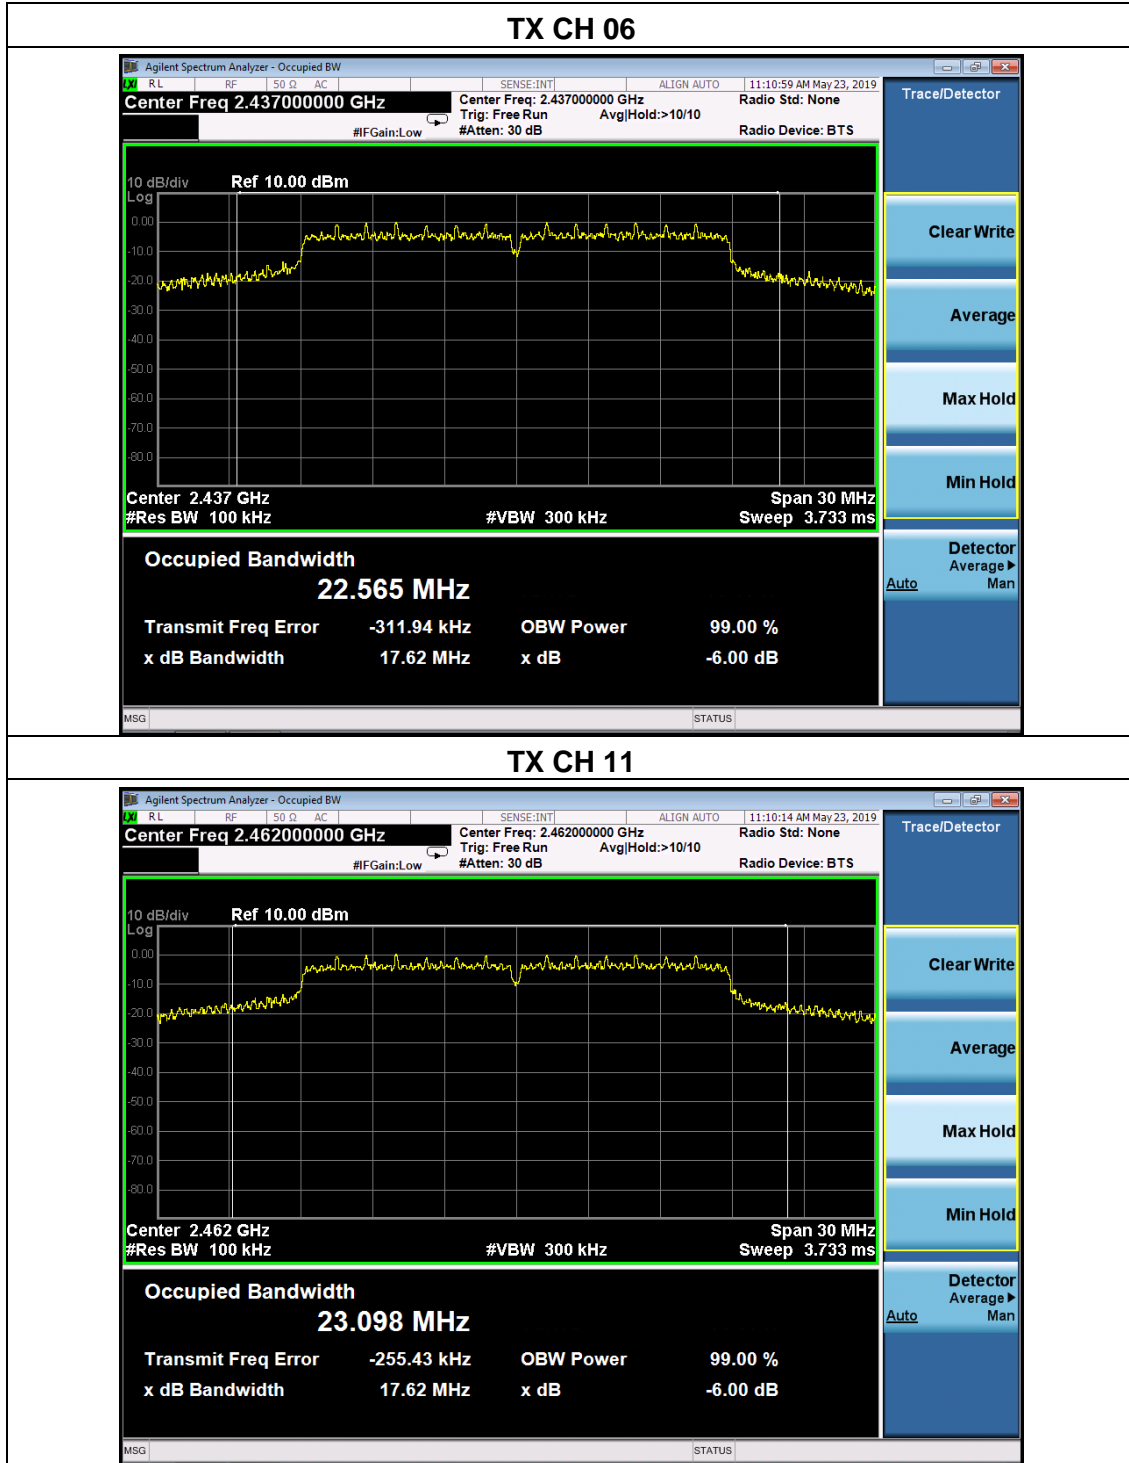 TX CH 06
Agilent Spectrum Analyzer - Occupied BW
LXI RL RF 50 Ω AC SENSE:INT ALIGN AUTO 11:10:59 AM May 23, 2019
Center Freq 2.437000000 GHz
Center Freq: 2.437000000 GHz Radio Std: None
Trig: Free Run Avg|Hold:>10/10
#IFGain:Low #Atten: 30 dB Radio Device: BTS
Trace/Detector
10 dB/div Ref 10.00 dBm
Log
0.00
-10.0
-20.0
-30.0
-40.0
-50.0
-60.0
-70.0
-80.0
Clear Write
Average
Max Hold
Min Hold
Center 2.437 GHz Span 30 MHz
#Res BW 100 kHz #VBW 300 kHz Sweep 3.733 ms
Detector
Average
Auto Man
Occupied Bandwidth
22.565 MHz
Transmit Freq Error -311.94 kHz OBW Power 99.00 %
x dB Bandwidth 17.62 MHz x dB -6.00 dB
MSG STATUS
TX CH 11
Agilent Spectrum Analyzer - Occupied BW
LXI RL RF 50 Ω AC SENSE:INT ALIGN AUTO 11:10:14 AM May 23, 2019
Center Freq 2.462000000 GHz
Center Freq: 2.462000000 GHz Radio Std: None
Trig: Free Run Avg|Hold:>10/10
#IFGain:Low #Atten: 30 dB Radio Device: BTS
Trace/Detector
10 dB/div Ref 10.00 dBm
Log
0.00
-10.0
-20.0
-30.0
-40.0
-50.0
-60.0
-70.0
-80.0
Clear Write
Average
Max Hold
Min Hold
Center 2.462 GHz Span 30 MHz
#Res BW 100 kHz #VBW 300 kHz Sweep 3.733 ms
Detector
Average
Auto Man
Occupied Bandwidth
23.098 MHz
Transmit Freq Error -255.43 kHz OBW Power 99.00 %
x dB Bandwidth 17.62 MHz x dB -6.00 dB
MSG STATUS